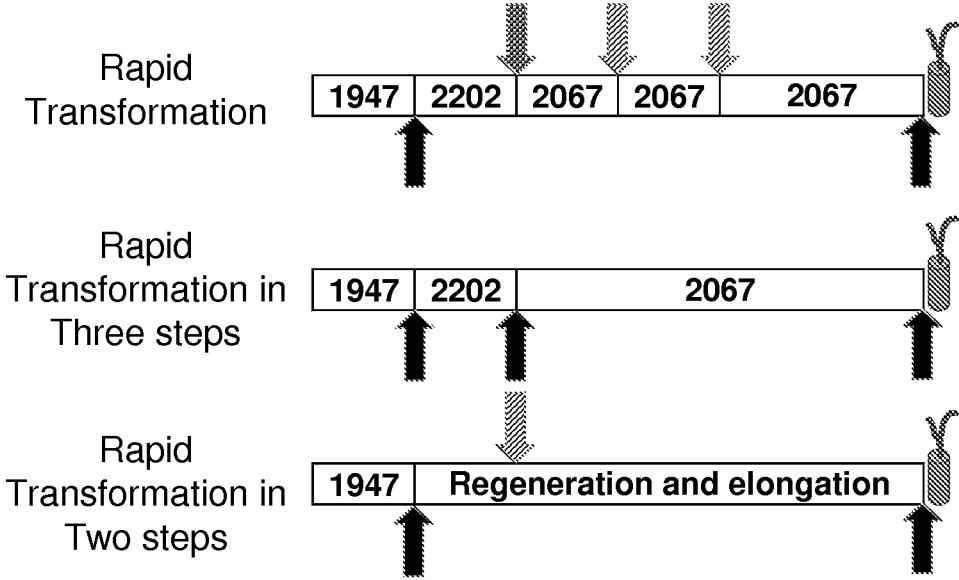 Rapid
Transformation
1947 2202 2067 2067 2067
Rapid
Transformation in
Three steps
1947 2202 2067
Rapid
Transformation in
Two steps
1947 Regeneration and elongation